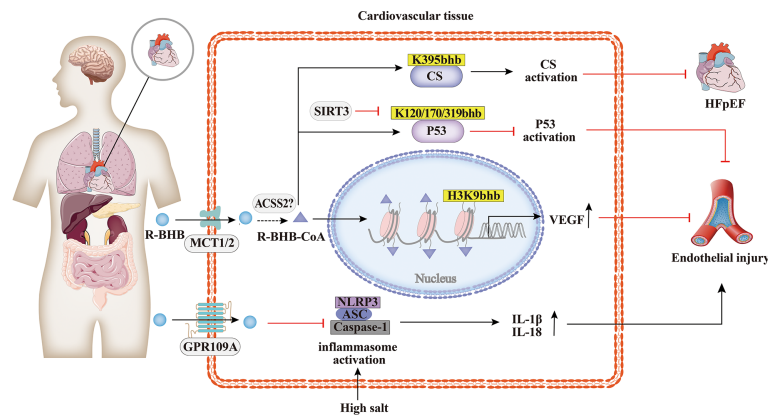 Cardiovascular tissue
K395bhb
CS
CS
activation
HFpEF
SIRT3
K120/170/319bhb
P53
P53
activation
ACSS2?
H3K9bhb
R-BHB
MCT1/2
R-BHB-CoA
VEGF
Nucleus
Endothelial injury
NLRP3
ASC
Caspase-1
GPR109A
IL-1β
IL-18
inflammasome
activation
High salt